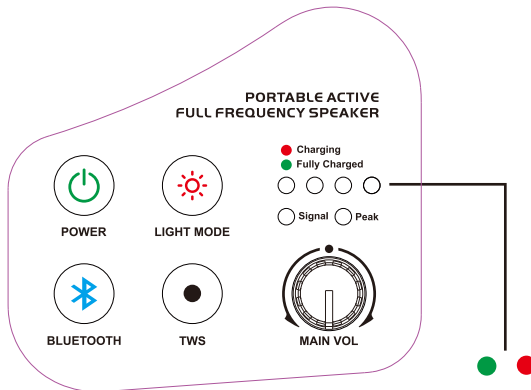 PORTABLE ACTIVE
FULL FREQUENCY SPEAKER
Charging
Fully Charged
Signal
Peak
POWER
LIGHT MODE
BLUETOOTH
TWS
MAIN VOL